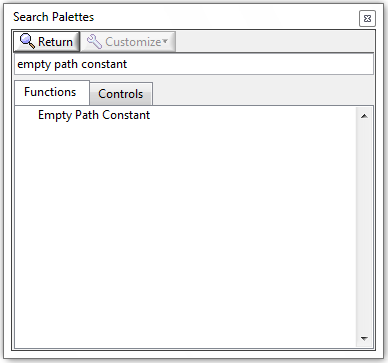 Search Palettes
Return Customize
empty path constant
Functions Controls
Empty Path Constant